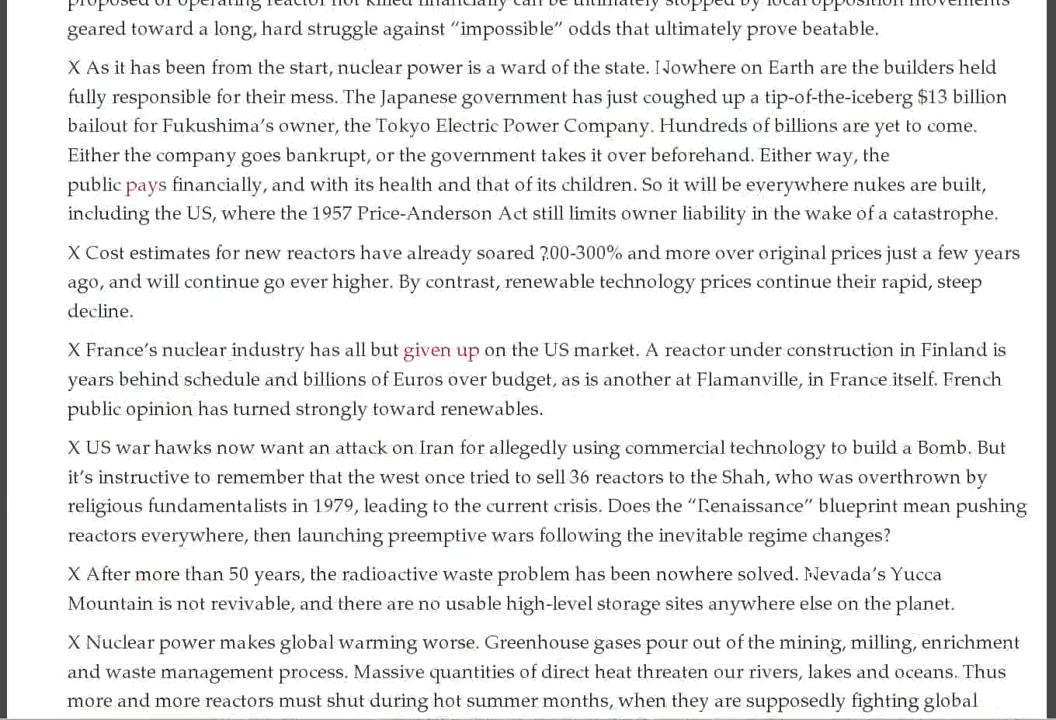 proposed or operating reactor not killed financially can be ultimately stopped by local opposition movements
geared toward a long, hard struggle against “impossible” odds that ultimately prove beatable.
X As it has been from the start, nuclear power is a ward of the state. Nowhere on Earth are the builders held
fully responsible for their mess. The Japanese government has just coughed up a tip-of-the-iceberg $13 billion
bailout for Fukushima’s owner, the Tokyo Electric Power Company. Hundreds of billions are yet to come.
Either the company goes bankrupt, or the government takes it over beforehand. Either way, the
public pays financially, and with its health and that of its children. So it will be everywhere nukes are built,
including the US, where the 1957 Price-Anderson Act still limits owner liability in the wake of a catastrophe.
X Cost estimates for new reactors have already soared 200-300% and more over original prices just a few years
ago, and will continue go ever higher. By contrast, renewable technology prices continue their rapid, steep
decline.
X France’s nuclear industry has all but given up on the US market. A reactor under construction in Finland is
years behind schedule and billions of Euros over budget, as is another at Flamanville, in France itself. French
public opinion has turned strongly toward renewables.
X US war hawks now want an attack on Iran for allegedly using commercial technology to build a Bomb. But
it’s instructive to remember that the west once tried to sell 36 reactors to the Shah, who was overthrown by
religious fundamentalists in 1979, leading to the current crisis. Does the “Renaissance” blueprint mean pushing
reactors everywhere, then launching preemptive wars following the inevitable regime changes?
X After more than 50 years, the radioactive waste problem has been nowhere solved. Nevada’s Yucca
Mountain is not revivable, and there are no usable high-level storage sites anywhere else on the planet.
X Nuclear power makes global warming worse. Greenhouse gases pour out of the mining, milling, enrichment
and waste management process. Massive quantities of direct heat threaten our rivers, lakes and oceans. Thus
more and more reactors must shut during hot summer months, when they are supposedly fighting global